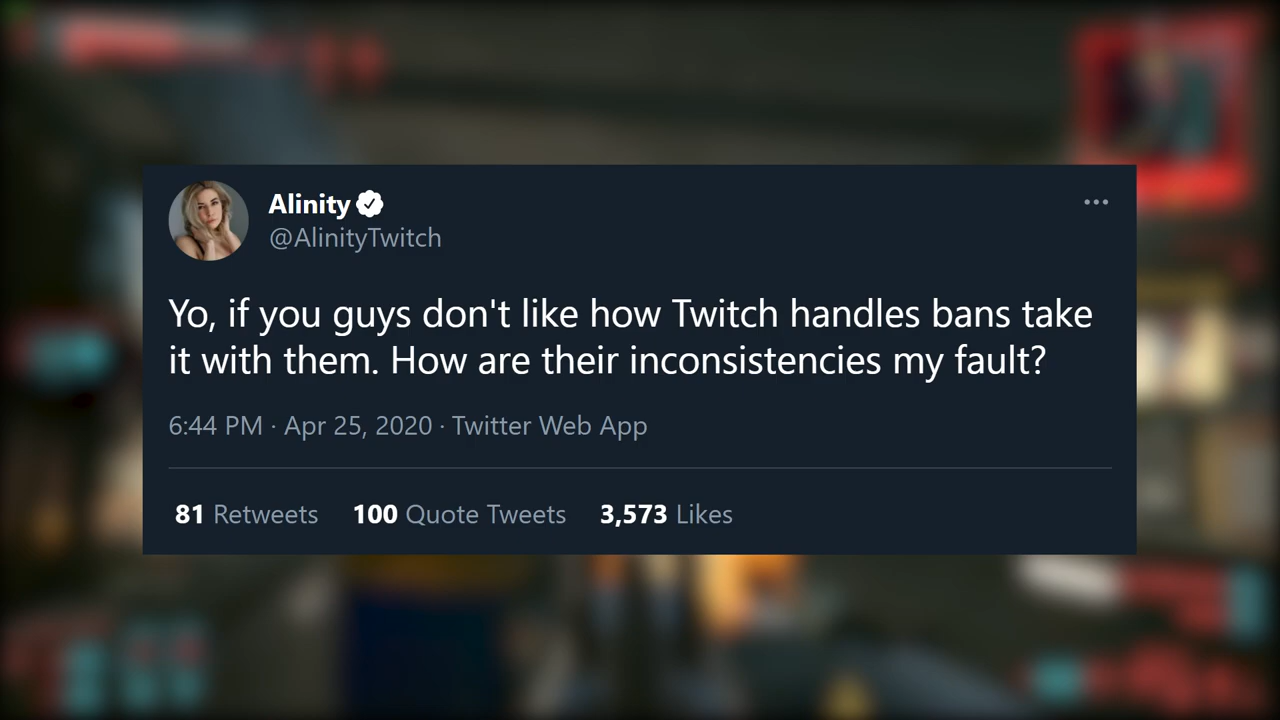 Alinity
@AlinityTwitch
Yo, if you guys don't like how Twitch handles bans take
it with them. How are their inconsistencies my fault?
6:44 PM · Apr 25, 2020 · Twitter Web App
81 Retweets 100 Quote Tweets 3,573 Likes